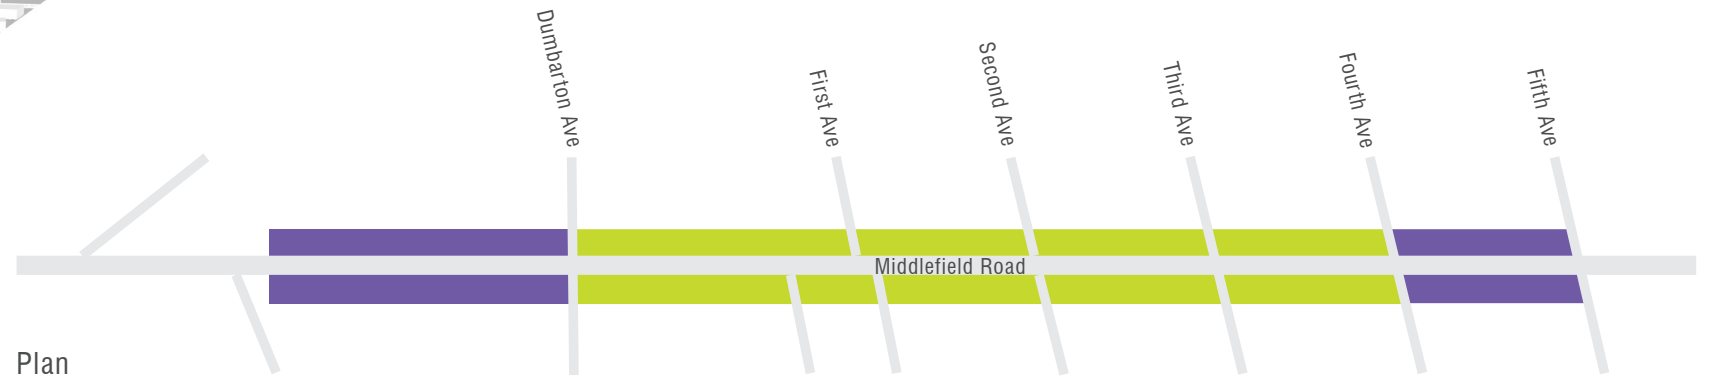 Dumbarton Ave
First Ave
Second Ave
Third Ave
Fourth Ave
Fifth Ave
Middlefield Road
Plan